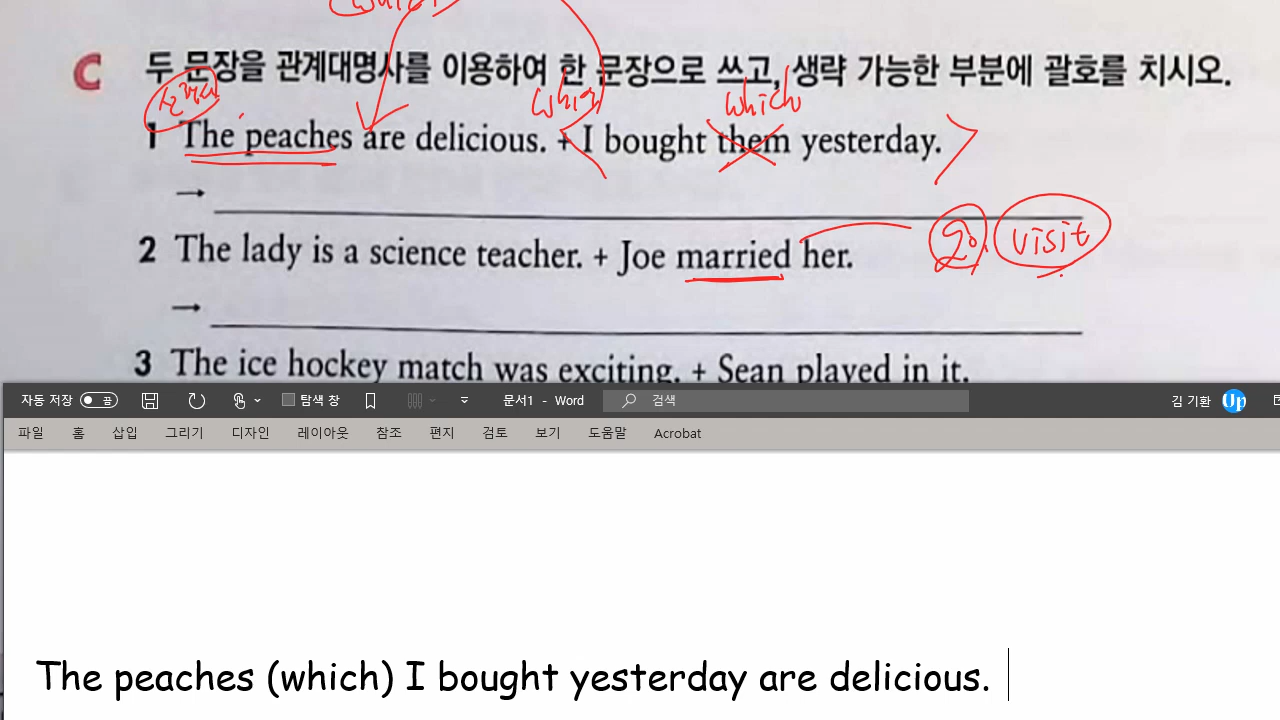 which
C 두 문장을 관계대명사를 이용하여 한 문장으로 쓰고, 생략 가능한 부분에 괄호를 치시오.
선행사 which which
1 The peaches are delicious. + I bought them yesterday.
→
2 The lady is a science teacher. + Joe married her. go. visit
→
3 The ice hockey match was exciting. + Sean played in it.
자동 저장 끔 탐색 창 문서1 - Word 검색 김 기환 Up
파일 홈 삽입 그리기 디자인 레이아웃 참조 편지 검토 보기 도움말 Acrobat
The peaches (which) I bought yesterday are delicious.